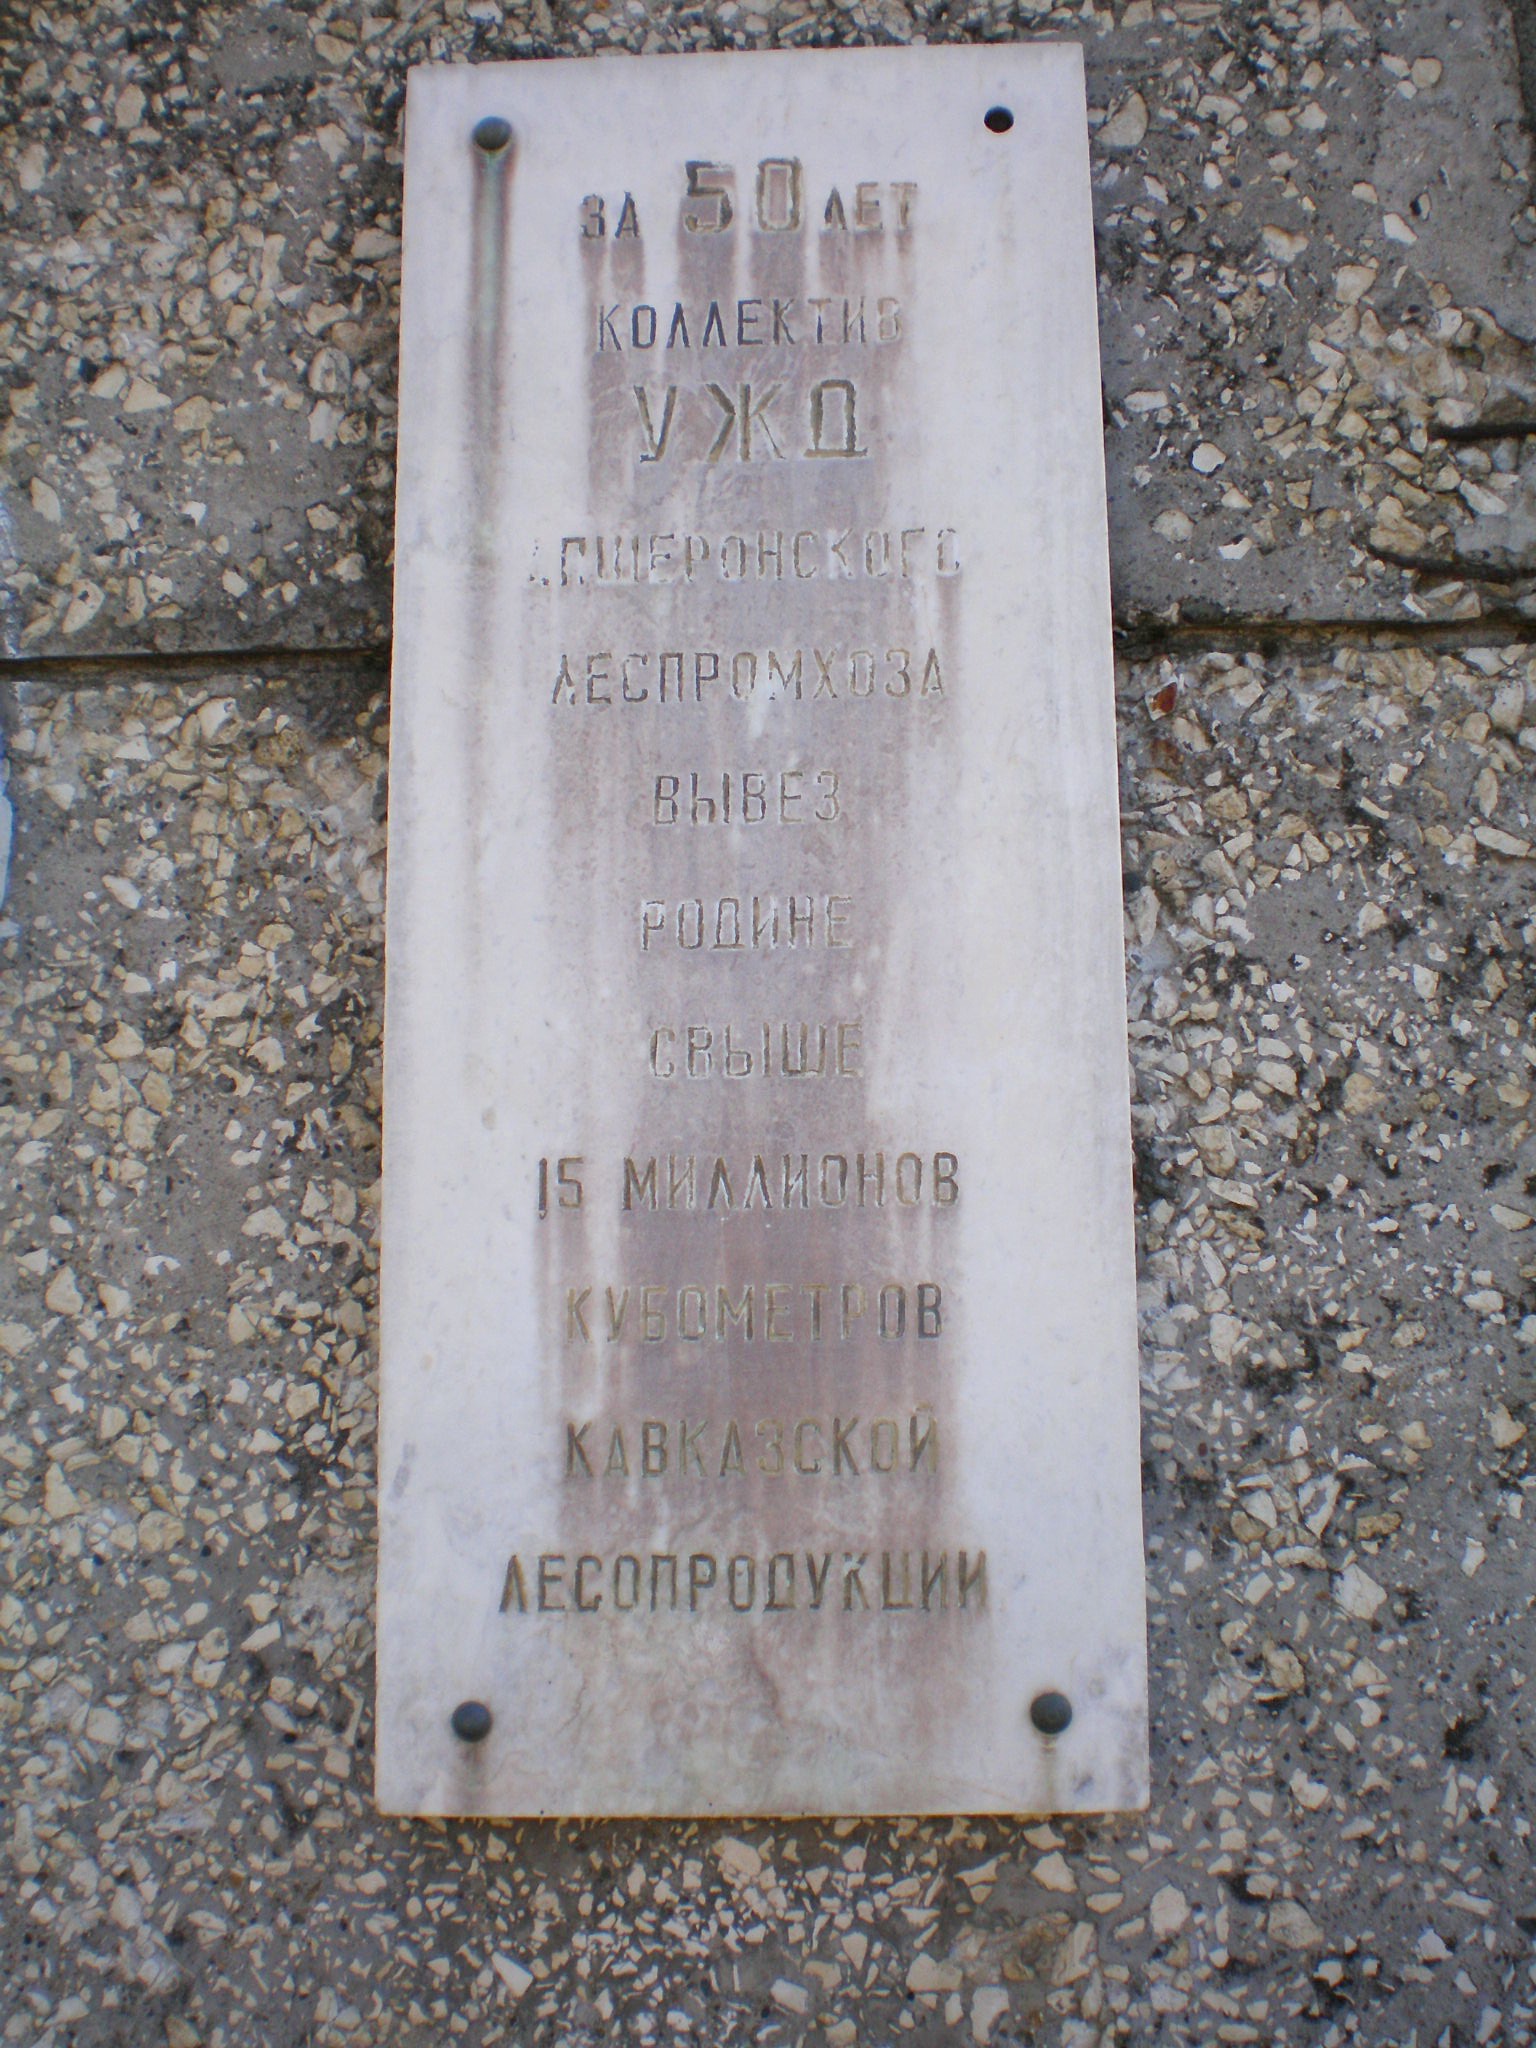 ЗА 50 ЛЕТ
КОЛЛЕКТИВ
УЖД
АПШЕРОНСКОГО
ЛЕСПРОМХОЗА
ВЫВЕЗ
РОДИНЕ
СВЫШЕ
15 МИЛЛИОНОВ
КУБОМЕТРОВ
КАВКАЗСКОЙ
ЛЕСОПРОДУКЦИИ